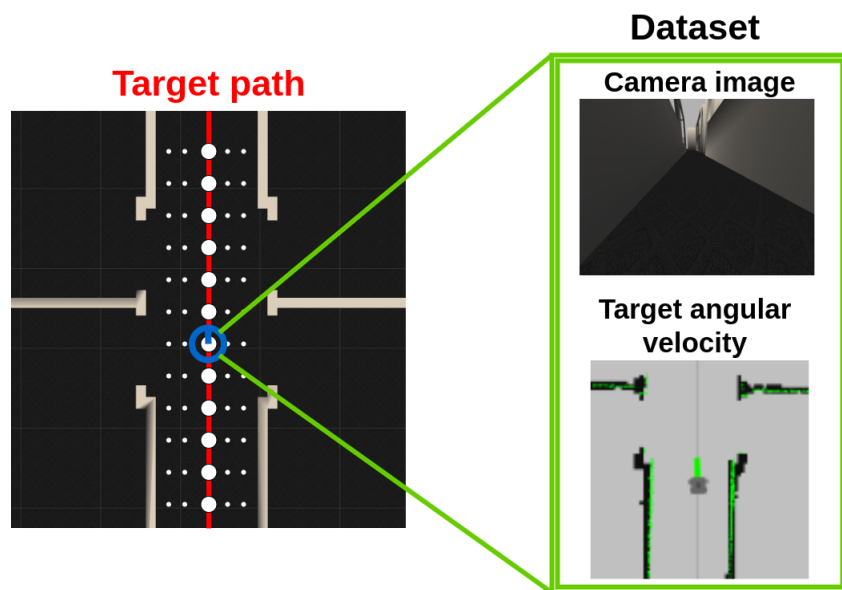 Dataset
Target path
Camera image
Target angular
velocity